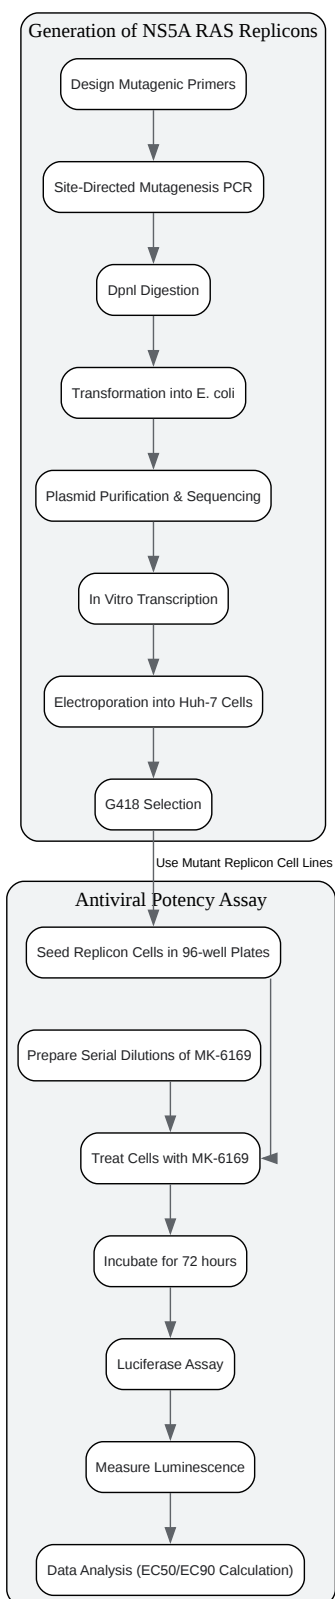 Generation of NS5A RAS Replicons
Design Mutagenic Primers
Site-Directed Mutagenesis PCR
DpnI Digestion
Transformation into E. coli
Plasmid Purification & Sequencing
In Vitro Transcription
Electroporation into Huh-7 Cells
G418 Selection
Use Mutant Replicon Cell Lines
Antiviral Potency Assay
Seed Replicon Cells in 96-well Plates
Prepare Serial Dilutions of MK-6169
Treat Cells with MK-6169
Incubate for 72 hours
Luciferase Assay
Measure Luminescence
Data Analysis (EC50/EC90 Calculation)